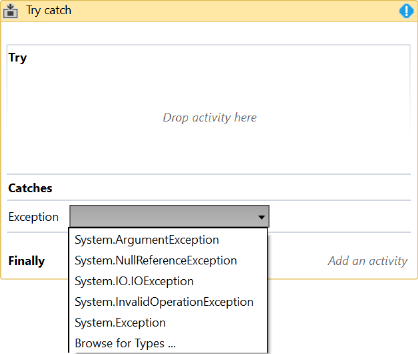 Try catch
Try
Drop activity here
Catches
Exception
System.ArgumentException
System.NullReferenceException
System.IO.IOException
System.InvalidOperationException
System.Exception
Browse for Types ...
Finally
Add an activity